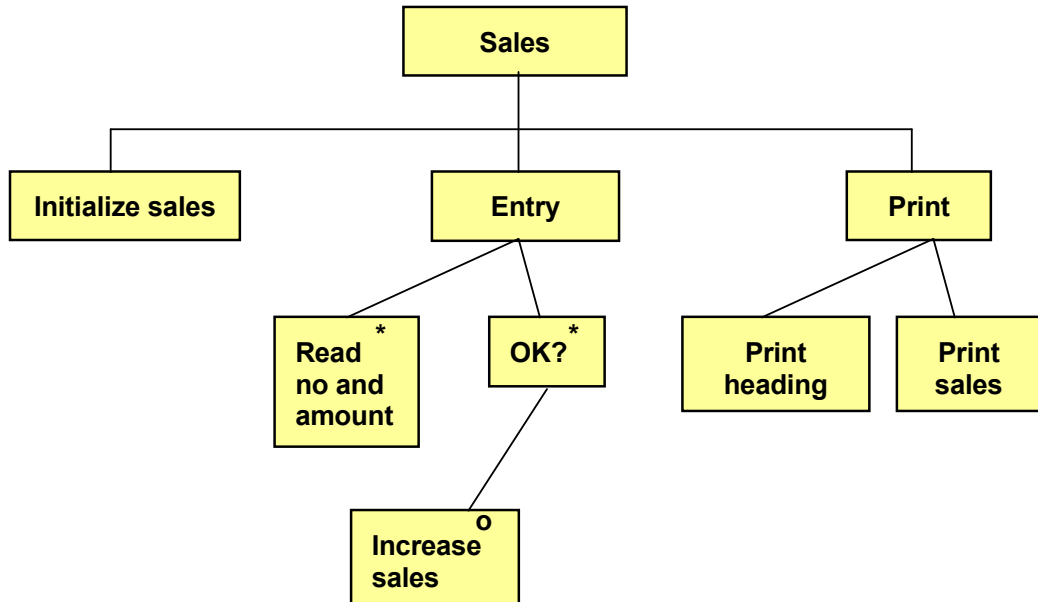 Sales
Initialize sales
Entry
Print
*
Read
no and
amount
*
OK?
Print
heading
Print
sales
o
Increase
sales